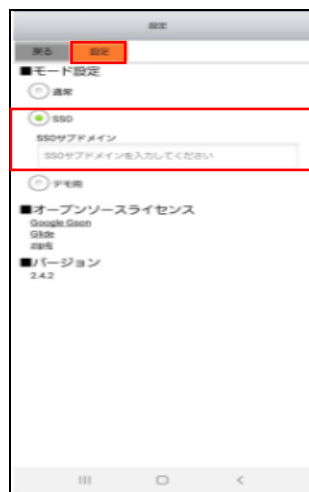 設定
戻る 設定
■モード設定
通常
SSO
SSOサブドメイン
SSOサブドメインを入力してください
デモ用
■オープンソースライセンス
Google Gson
Glide
zip4j
■バージョン
2.4.2